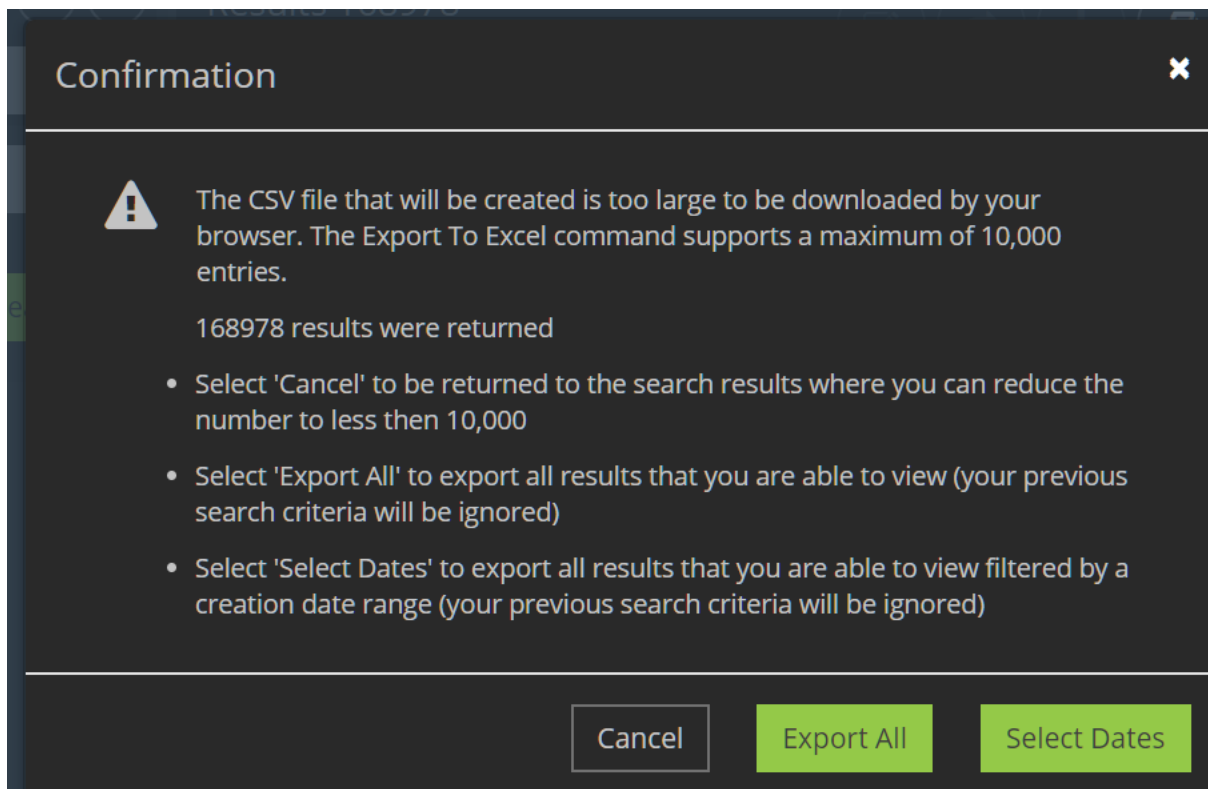 Results 168978
Confirmation
The CSV file that will be created is too large to be downloaded by your
browser. The Export To Excel command supports a maximum of 10,000
entries.
168978 results were returned
• Select 'Cancel' to be returned to the search results where you can reduce the
number to less then 10,000
• Select 'Export All' to export all results that you are able to view (your previous
search criteria will be ignored)
• Select 'Select Dates' to export all results that you are able to view filtered by a
creation date range (your previous search criteria will be ignored)
Cancel
Export All
Select Dates